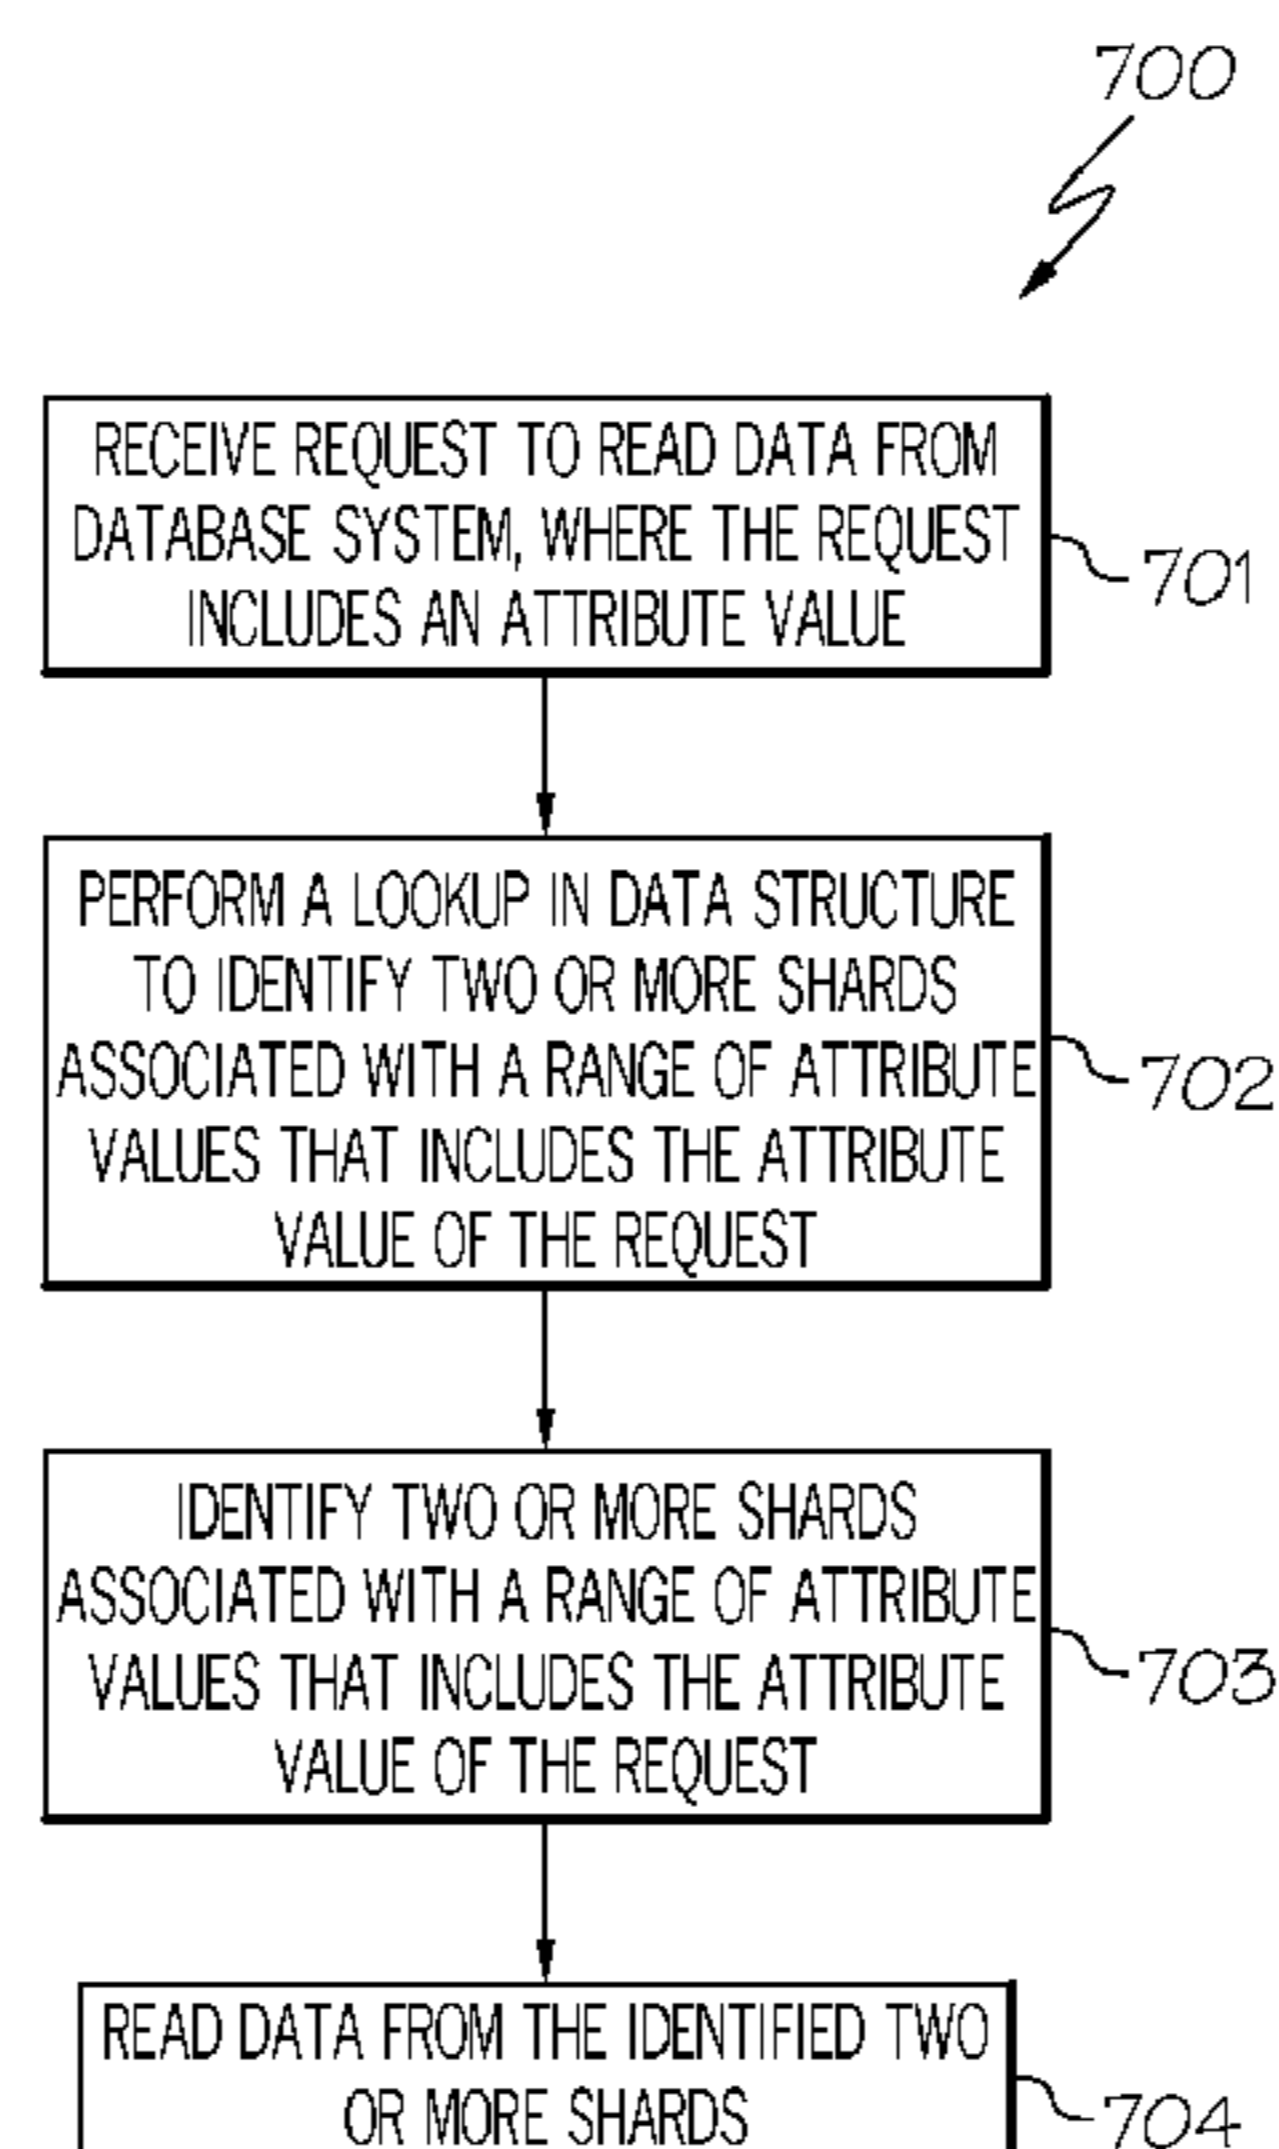 700
RECEIVE REQUEST TO READ DATA FROM
DATABASE SYSTEM, WHERE THE REQUEST
INCLUDES AN ATTRIBUTE VALUE
701
PERFORM A LOOKUP IN DATA STRUCTURE
TO IDENTIFY TWO OR MORE SHARDS
ASSOCIATED WITH A RANGE OF ATTRIBUTE
VALUES THAT INCLUDES THE ATTRIBUTE
VALUE OF THE REQUEST
702
IDENTIFY TWO OR MORE SHARDS
ASSOCIATED WITH A RANGE OF ATTRIBUTE
VALUES THAT INCLUDES THE ATTRIBUTE
VALUE OF THE REQUEST
703
READ DATA FROM THE IDENTIFIED TWO
OR MORE SHARDS
704